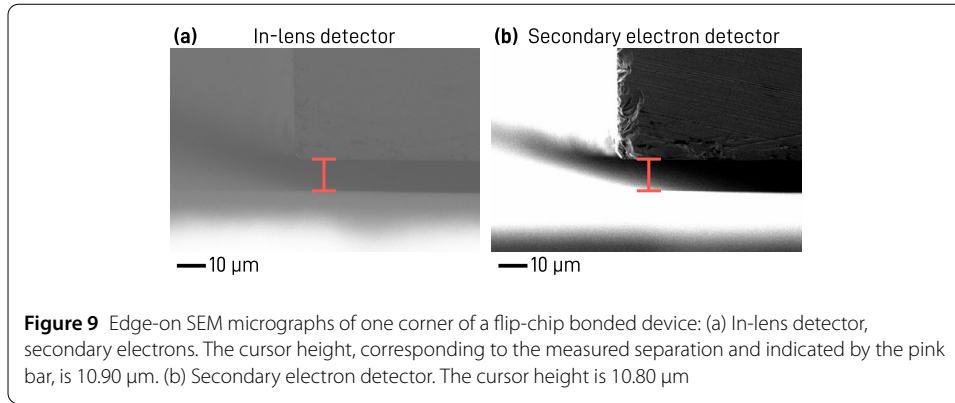 (a) In-lens detector
(b) Secondary electron detector
10 µm
10 µm
Figure 9 Edge-on SEM micrographs of one corner of a flip-chip bonded device: (a) In-lens detector,
secondary electrons. The cursor height, corresponding to the measured separation and indicated by the pink
bar, is 10.90 µm. (b) Secondary electron detector. The cursor height is 10.80 µm